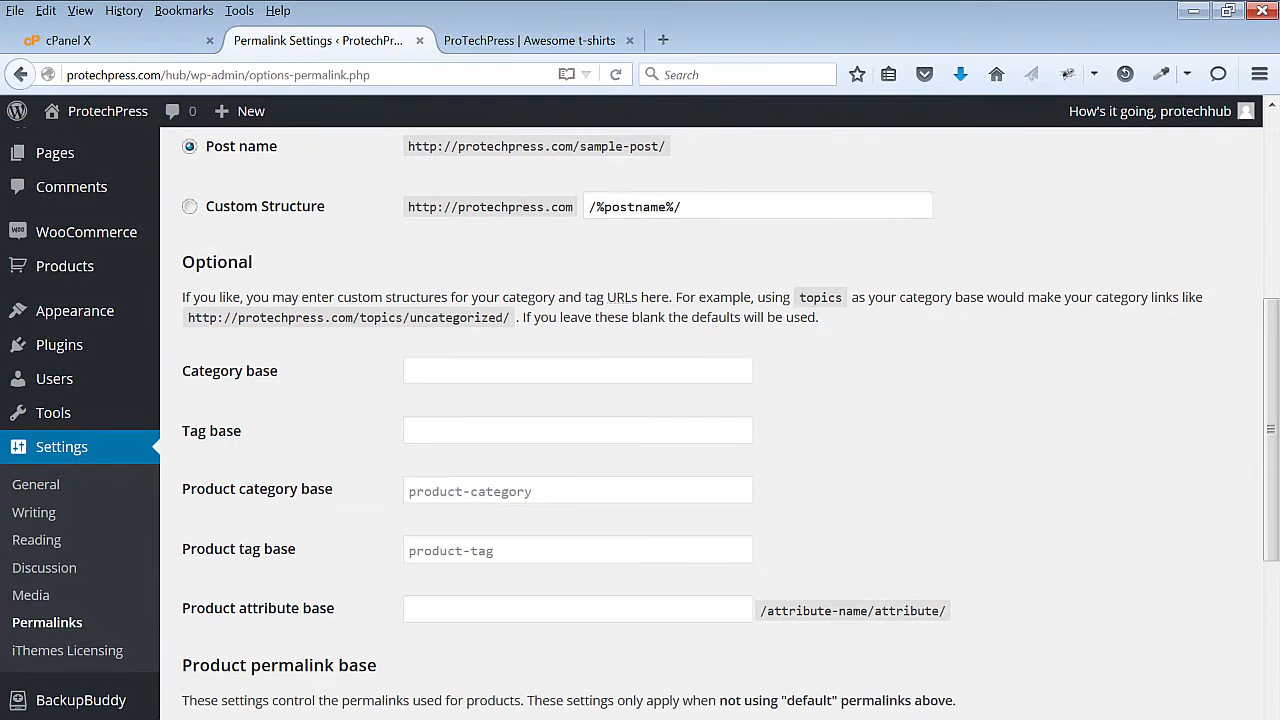 File Edit View History Bookmarks Tools Help
cP cPanel X × Permalink Settings ‹ ProtechPr... × ProTechPress | Awesome t-shirts × +
protechpress.com/hub/wp-admin/options-permalink.php Search
ProtechPress 0 + New How's it going, protechhub
Pages
Comments
WooCommerce
Products
Appearance
Plugins
Users
Tools
Settings
General
Writing
Reading
Discussion
Media
Permalinks
iThemes Licensing
BackupBuddy
Post name http://protechpress.com/sample-post/
Custom Structure http://protechpress.com /%postname%/
Optional
If you like, you may enter custom structures for your category and tag URLs here. For example, using topics as your category base would make your category links like
http://protechpress.com/topics/uncategorized/ . If you leave these blank the defaults will be used.
Category base
Tag base
Product category base product-category
Product tag base product-tag
Product attribute base /attribute-name/attribute/
Product permalink base
These settings control the permalinks used for products. These settings only apply when not using "default" permalinks above.